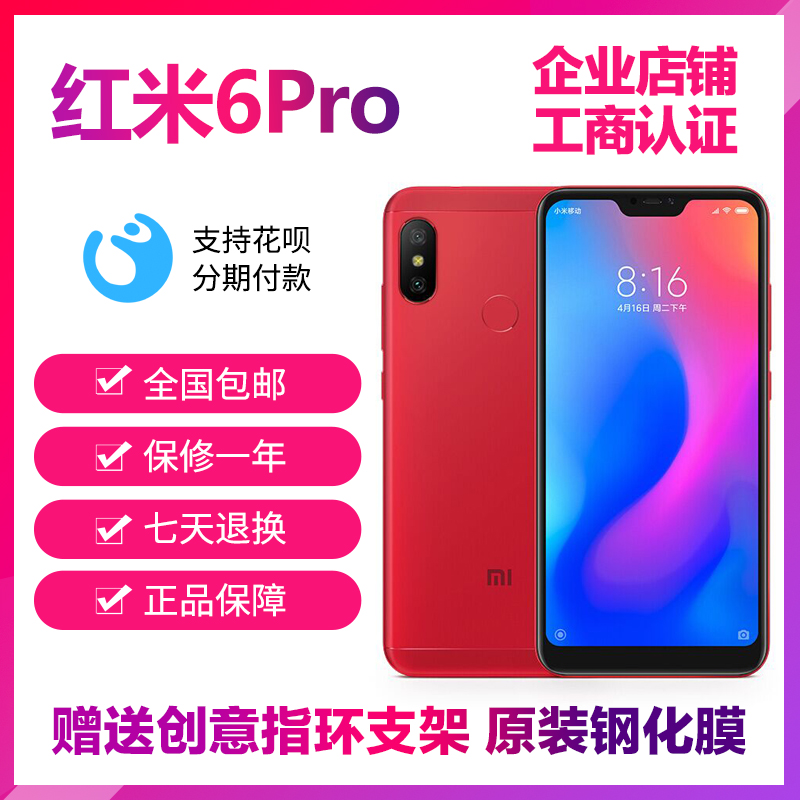 红米6Pro
企业店铺
工商认证
支持花呗
分期付款
全国包邮
保修一年
七天退换
正品保障
小米移动
8:16
4月16日 周二下午
MI
赠送创意指环支架 原装钢化膜